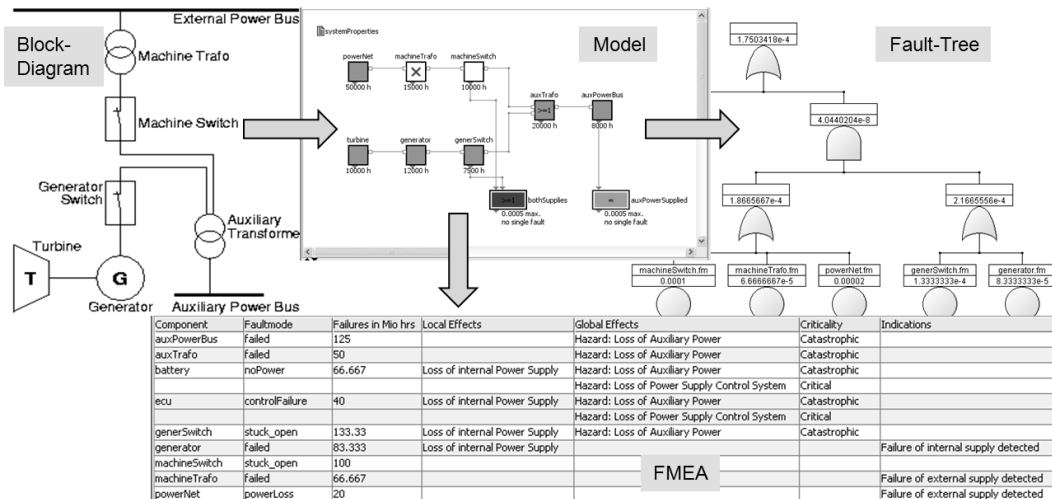 Block-
Diagram
External Power Bus
Machine Trafo
Machine Switch
Generator
Switch
Auxiliary
Transforme
Turbine
T
G
Generator
Auxiliary Power Bus
systemProperties
Model
powerNet
50000 h
machineTrafo
15000 h
machineSwitch
10000 h
auxTrafo
>=1
20000 h
auxPowerBus
8000 h
turbine
10000 h
generator
12000 h
generSwitch
7500 h
>=1
bothSupplies
0.0005 max.
no single fault
=
auxPowerSupplied
0.0005 max.
no single fault
Fault-Tree
1.7503418e-4
4.0440204e-8
1.8665667e-4
2.1665556e-4
machineSwitch.fm
0.0001
machineTrafo.fm
6.6666667e-5
powerNet.fm
0.00002
generSwitch.fm
1.3333333e-4
generator.fm
8.3333333e-5
Component Faultmode Failures in Mio hrs Local Effects Global Effects Criticality Indications
auxPowerBus failed 125 Hazard: Loss of Auxiliary Power Catastrophic
auxTrafo failed 50 Hazard: Loss of Auxiliary Power Catastrophic
battery noPower 66.667 Loss of internal Power Supply Hazard: Loss of Auxiliary Power Catastrophic
Hazard: Loss of Power Supply Control System Critical
ecu controlFailure 40 Loss of internal Power Supply Hazard: Loss of Auxiliary Power Catastrophic
Hazard: Loss of Power Supply Control System Critical
generSwitch stuck_open 133.33 Loss of internal Power Supply Hazard: Loss of Auxiliary Power Catastrophic
generator failed 83.333 Loss of internal Power Supply Failure of internal supply detected
machineSwitch stuck_open 100
machineTrafo failed 66.667 Failure of external supply detected
powerNet powerLoss 20 Failure of external supply detected
FMEA